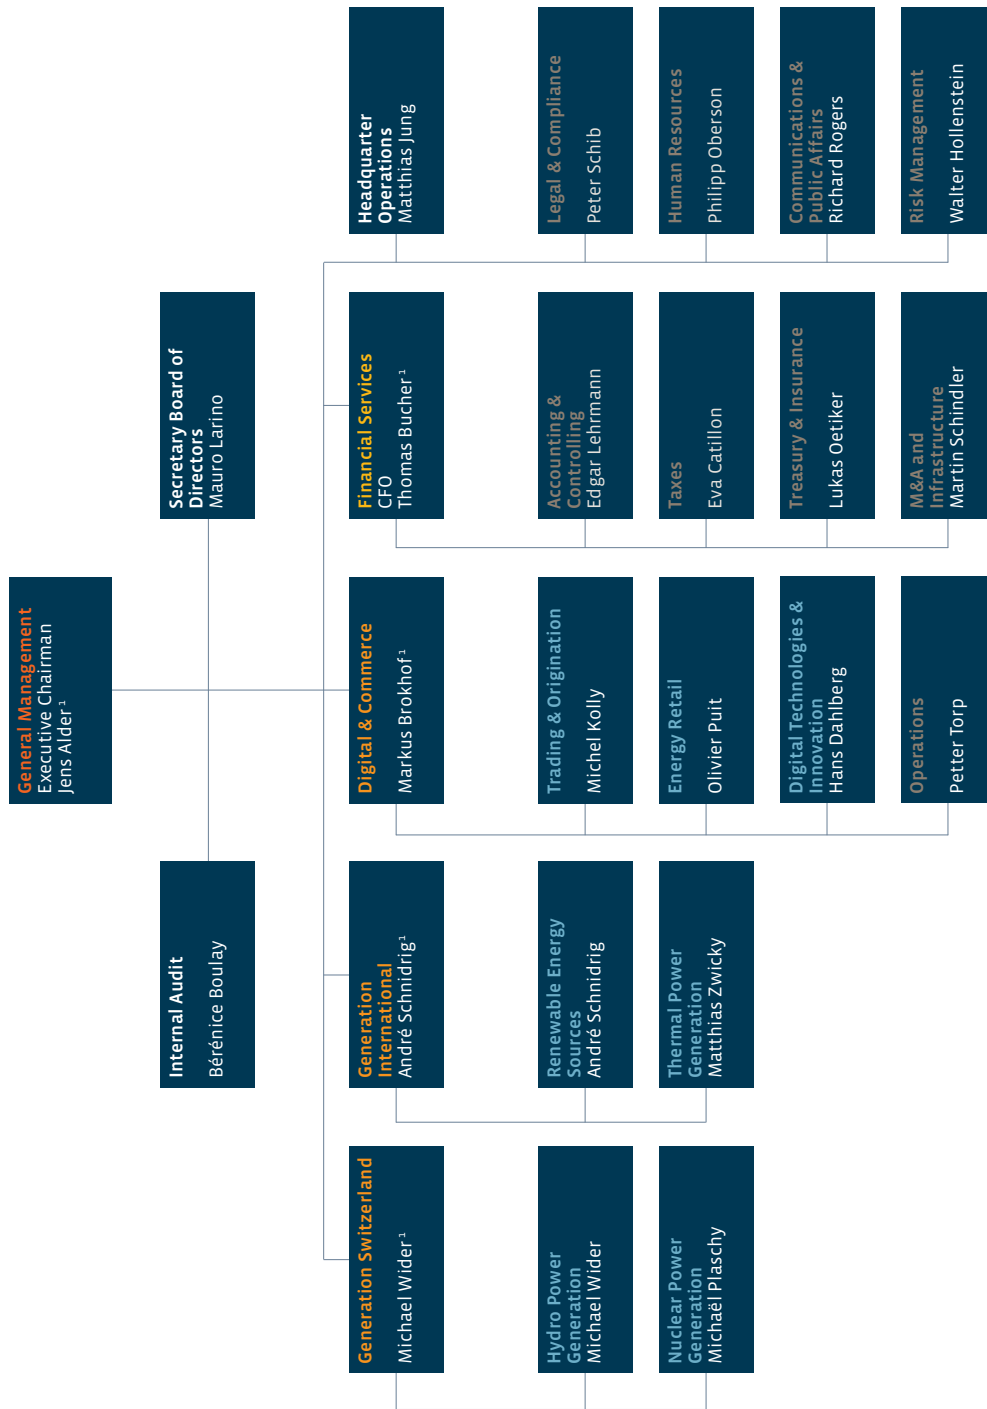 General Management
Executive Chairman
Jens Alder¹
Internal Audit
Bérénice Boulay
Secretary Board of
Directors
Mauro Larino
Generation Switzerland
Michael Wider¹
Generation
International
André Schnidrig¹
Digital & Commerce
Markus Brokhof¹
Financial Services
CFO
Thomas Bucher¹
Headquarter
Operations
Matthias Jung
Hydro Power
Generation
Michael Wider
Renewable Energy
Sources
André Schnidrig
Trading & Origination
Michel Kolly
Accounting &
Controlling
Edgar Lehrmann
Legal & Compliance
Peter Schib
Nuclear Power
Generation
Michaël Plaschy
Thermal Power
Generation
Matthias Zwicky
Energy Retail
Olivier Puit
Taxes
Eva Catillon
Human Resources
Philipp Oberson
Digital Technologies &
Innovation
Hans Dahlberg
Treasury & Insurance
Lukas Oetiker
Communications &
Public Affairs
Richard Rogers
Operations
Petter Torp
M&A and
Infrastructure
Martin Schindler
Risk Management
Walter Hollenstein